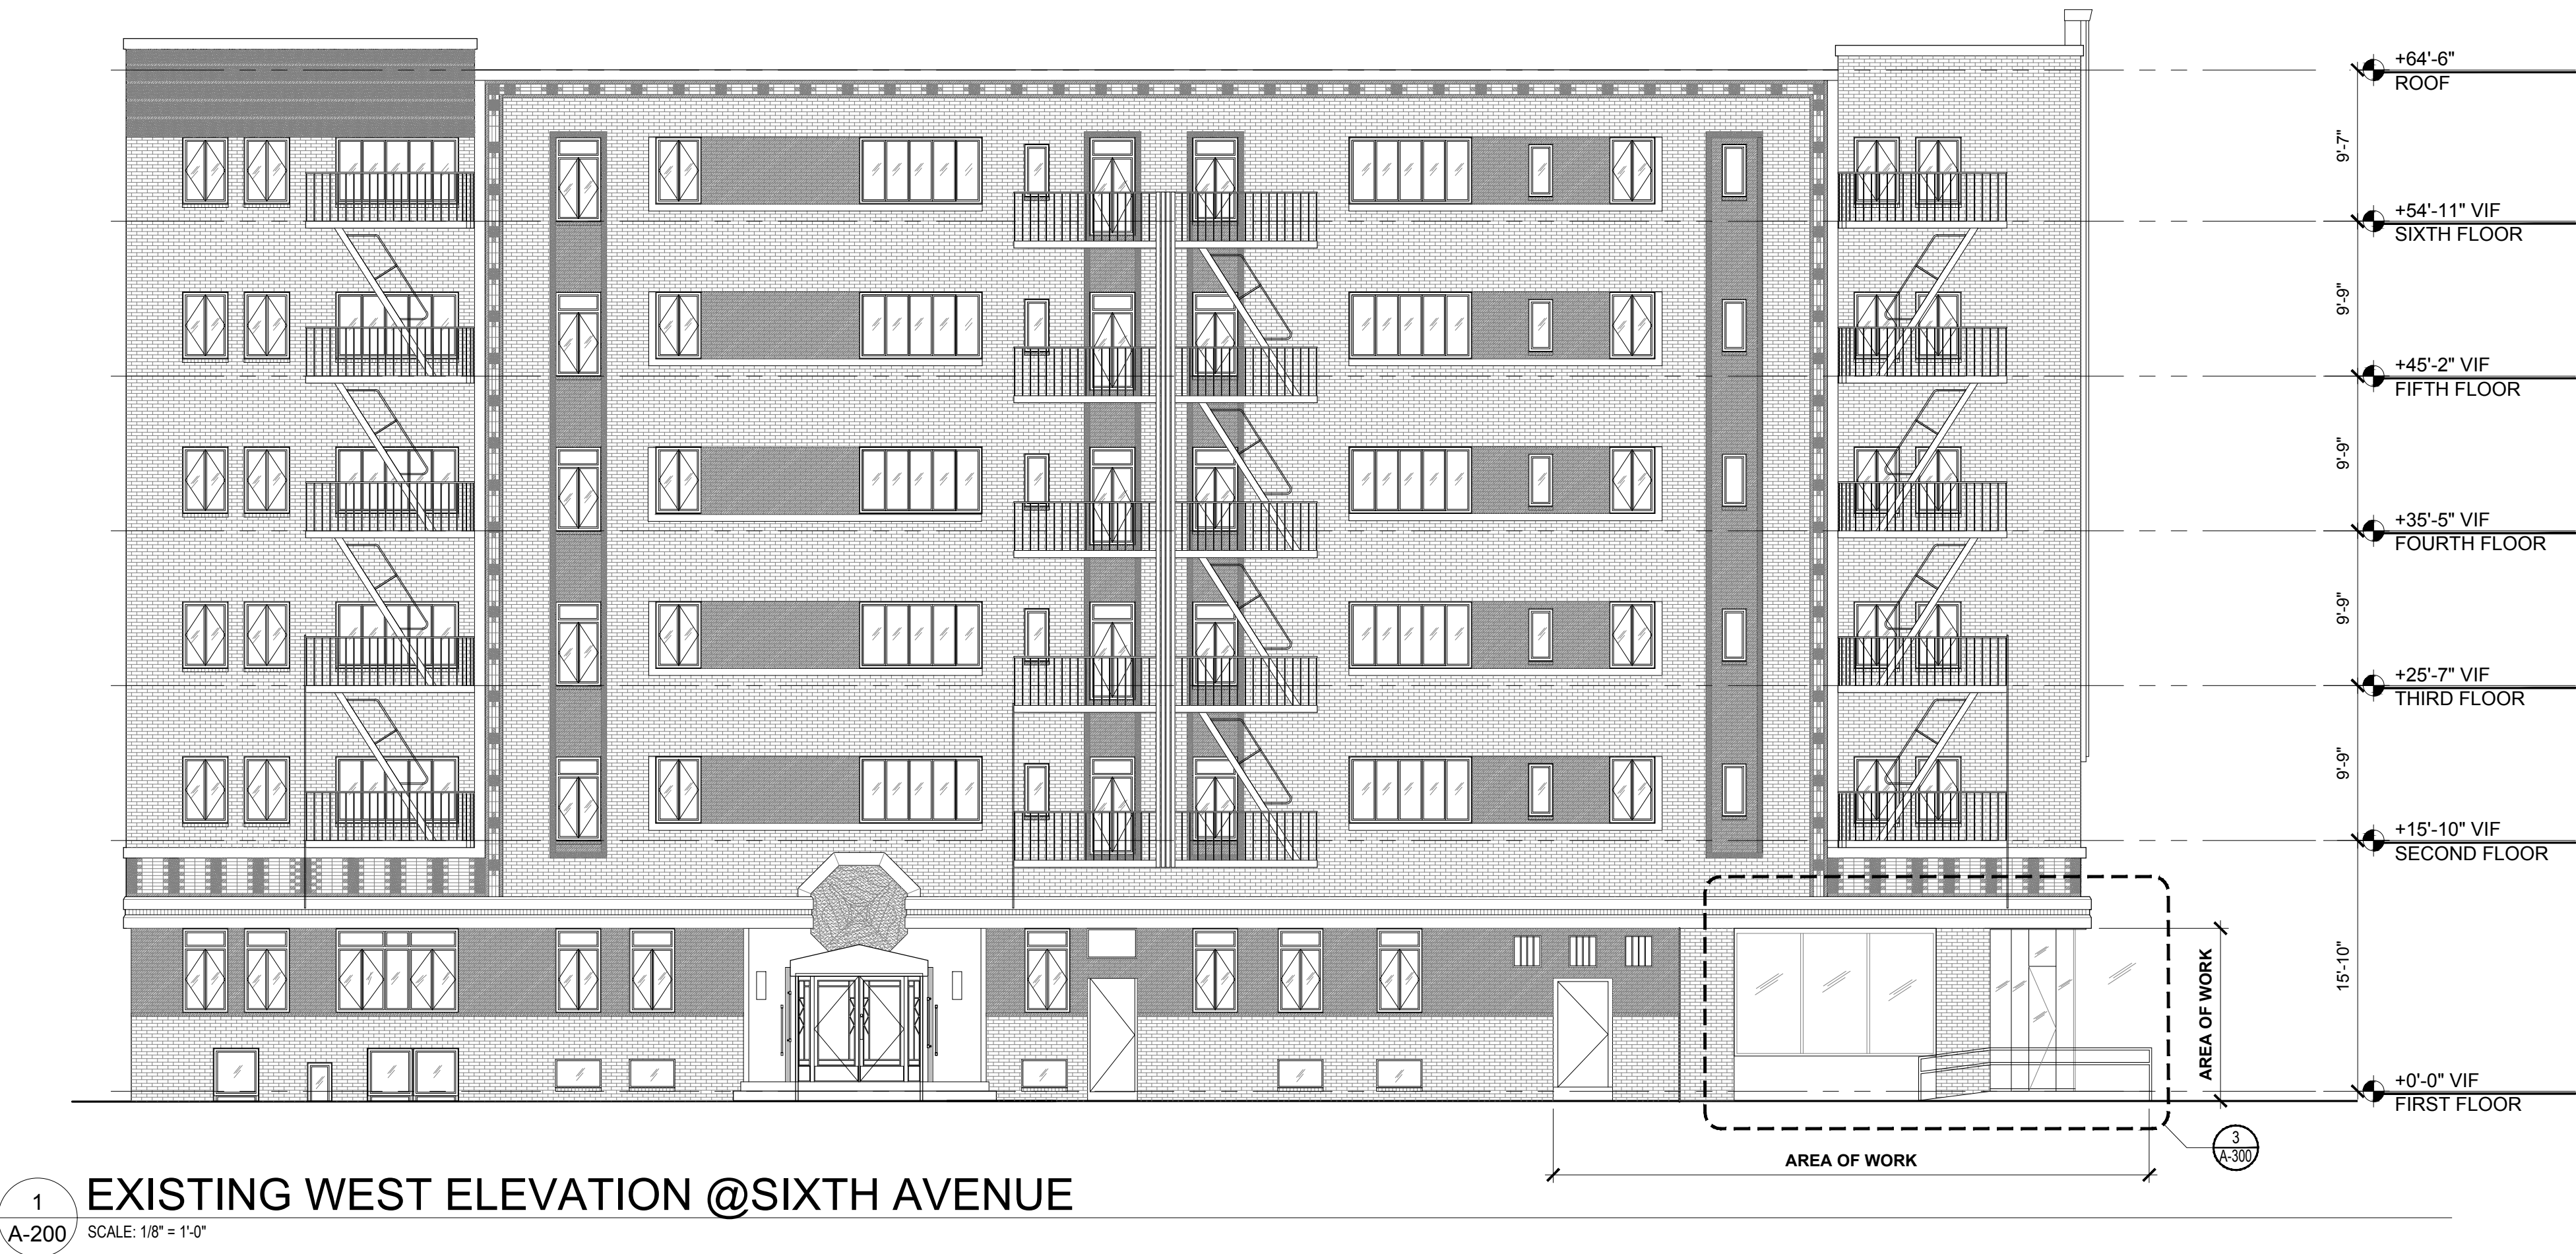 +64'-6"
ROOF
9'-7"
+54'-11" VIF
SIXTH FLOOR
9'-9"
+45'-2" VIF
FIFTH FLOOR
9'-9"
+35'-5" VIF
FOURTH FLOOR
9'-9"
+25'-7" VIF
THIRD FLOOR
9'-9"
+15'-10" VIF
SECOND FLOOR
AREA OF WORK
15'-10"
+0'-0" VIF
FIRST FLOOR
AREA OF WORK
3
A-300
1
A-200
EXISTING WEST ELEVATION @SIXTH AVENUE
SCALE: 1/8" = 1'-0"